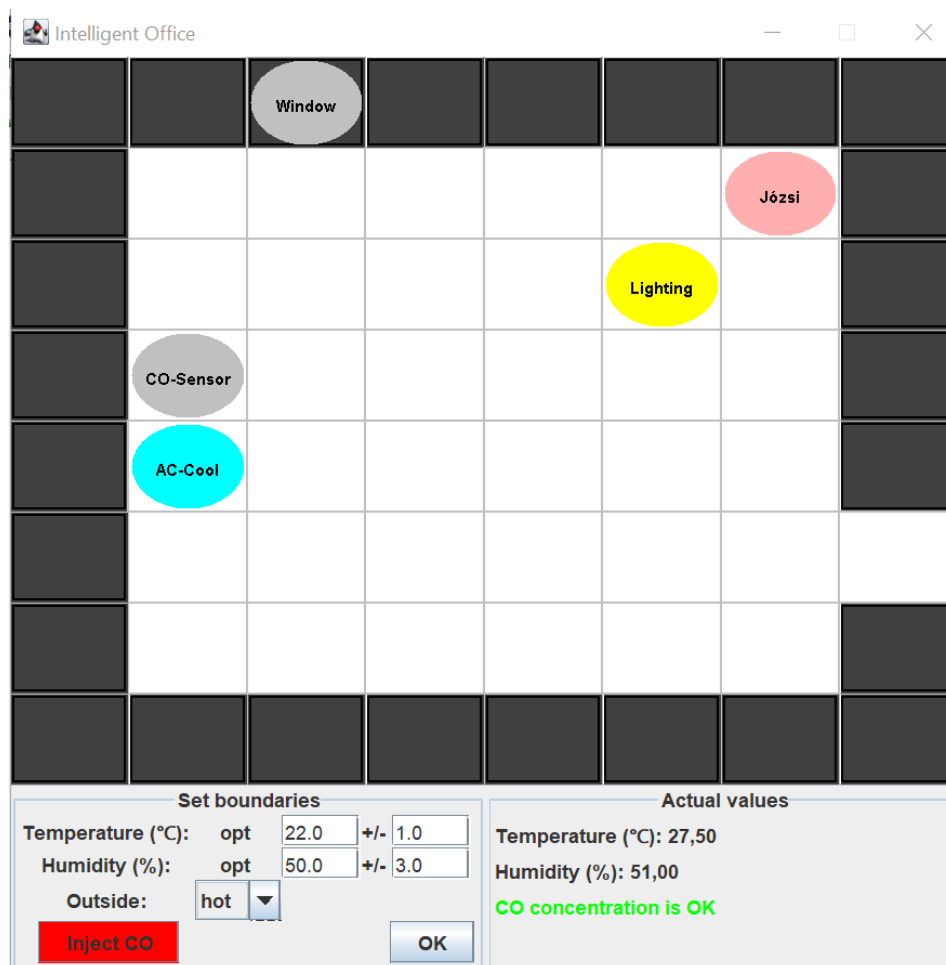 Intelligent Office
Window
Józsi
Lighting
CO-Sensor
AC-Cool
Set boundaries
Temperature (°C): opt 22.0 +/- 1.0
Humidity (%): opt 50.0 +/- 3.0
Outside: hot
Inject CO OK
Actual values
Temperature (°C): 27,50
Humidity (%): 51,00
CO concentration is OK